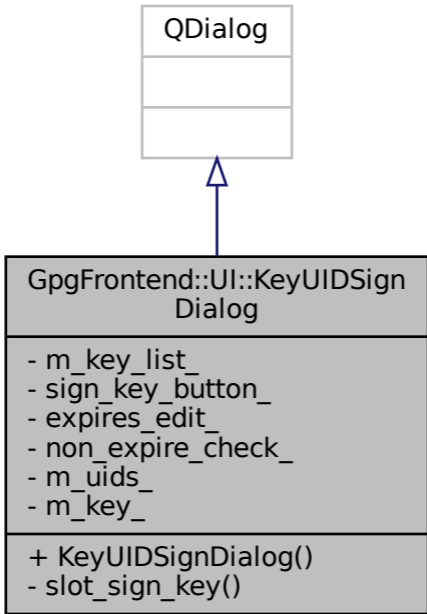 QDialog
GpgFrontend::UI::KeyUIDSign
Dialog
- m_key_list_
- sign_key_button_
- expires_edit_
- non_expire_check_
- m_uids_
- m_key_
+ KeyUIDSignDialog()
- slot_sign_key()